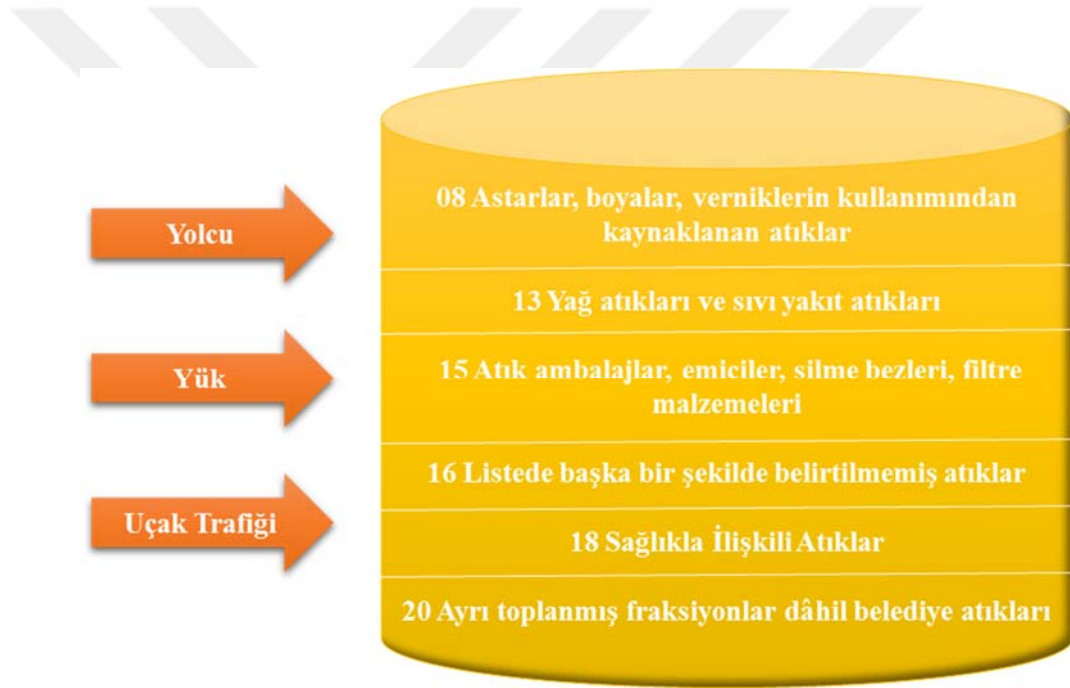 Yolcu
Yük
Uçak Trafiği
08 Astarlar, boyalar, verniklerin kullanımından
kaynaklanan atıklar
13 Yağ atıkları ve sıvı yakıt atıkları
15 Atık ambalajlar, emiciler, silme bezleri, filtre
malzemeleri
16 Listede başka bir şekilde belirtilmemiş atıklar
18 Sağlıkla İlişkili Atıklar
20 Ayrı toplanmış fraksiyonlar dâhil belediye atıkları